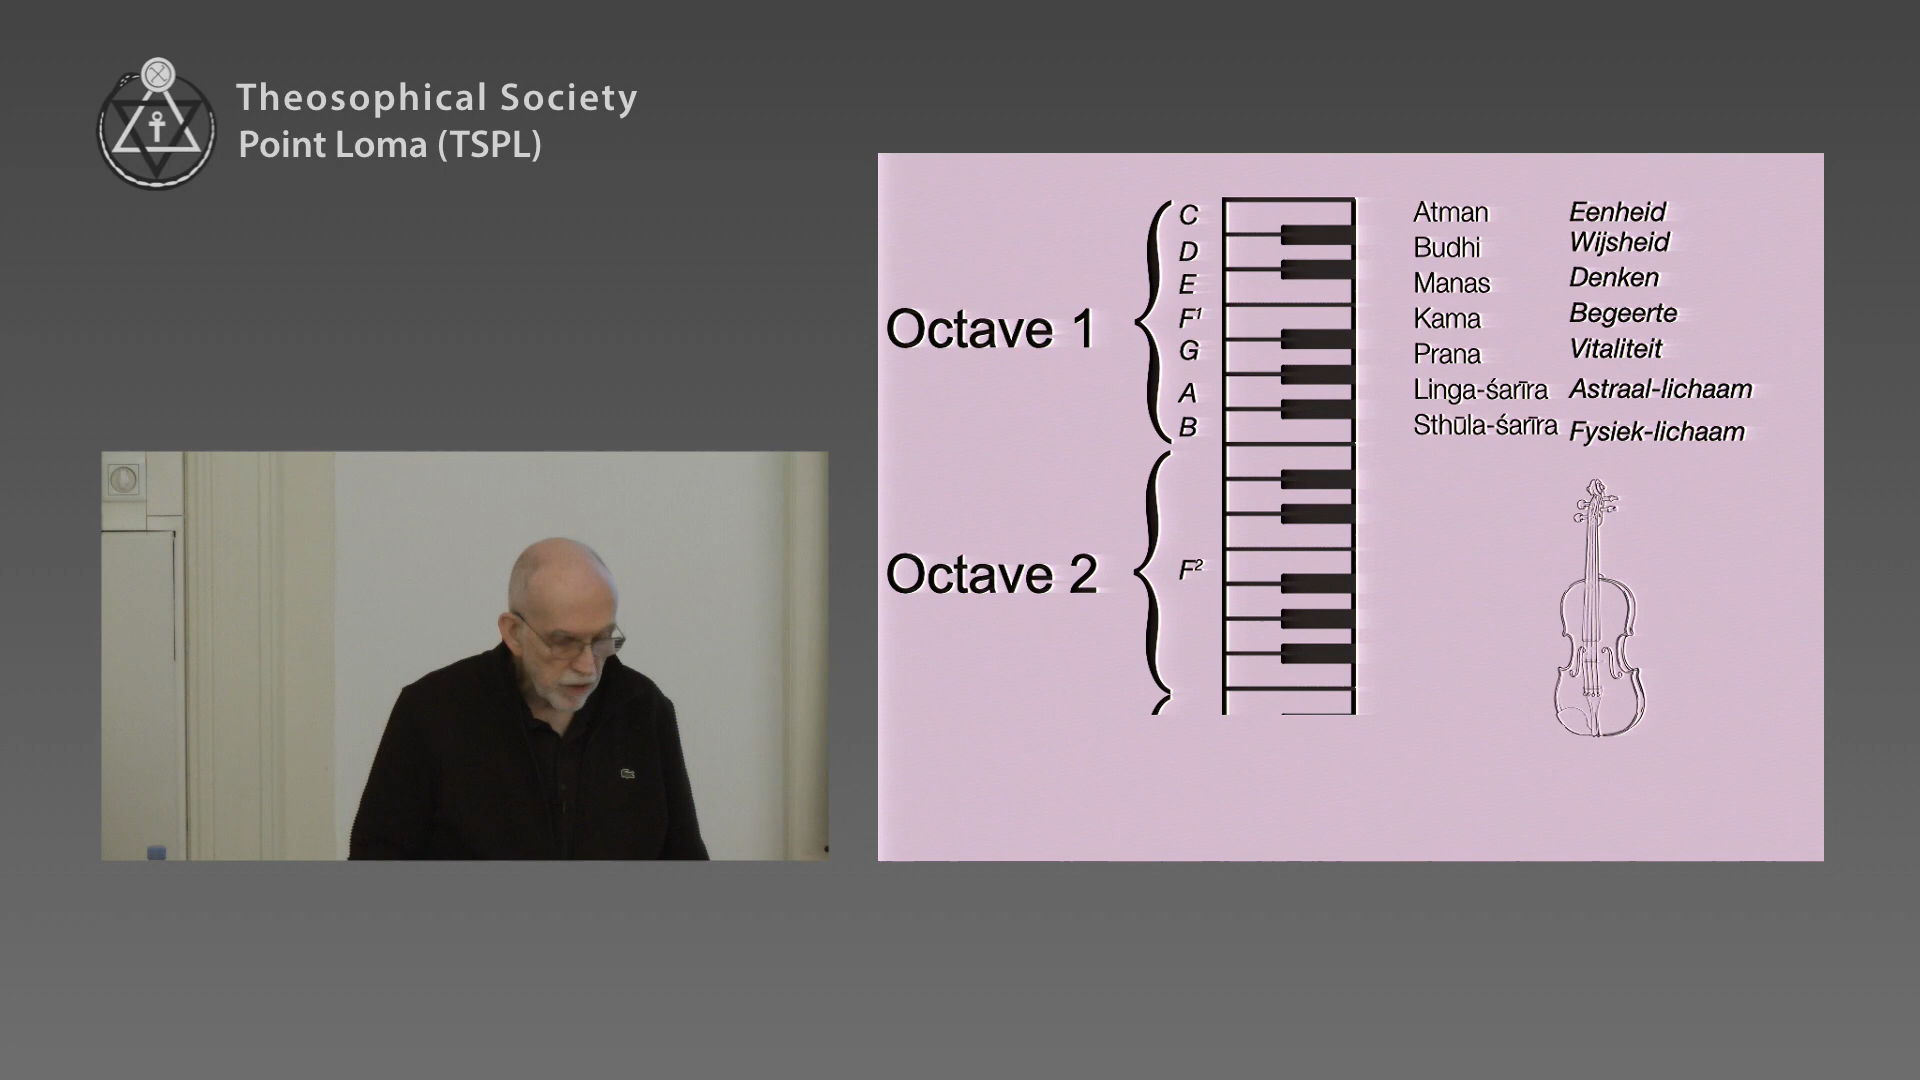 Theosophical Society
Point Loma (TSPL)
Octave 1
C
D
E
F¹
G
A
B
Atman Eenheid
Budhi Wijsheid
Manas Denken
Kama Begeerte
Prana Vitaliteit
Linga-śarīra Astraal-lichaam
Sthūla-śarīra Fysiek-lichaam
Octave 2
F²